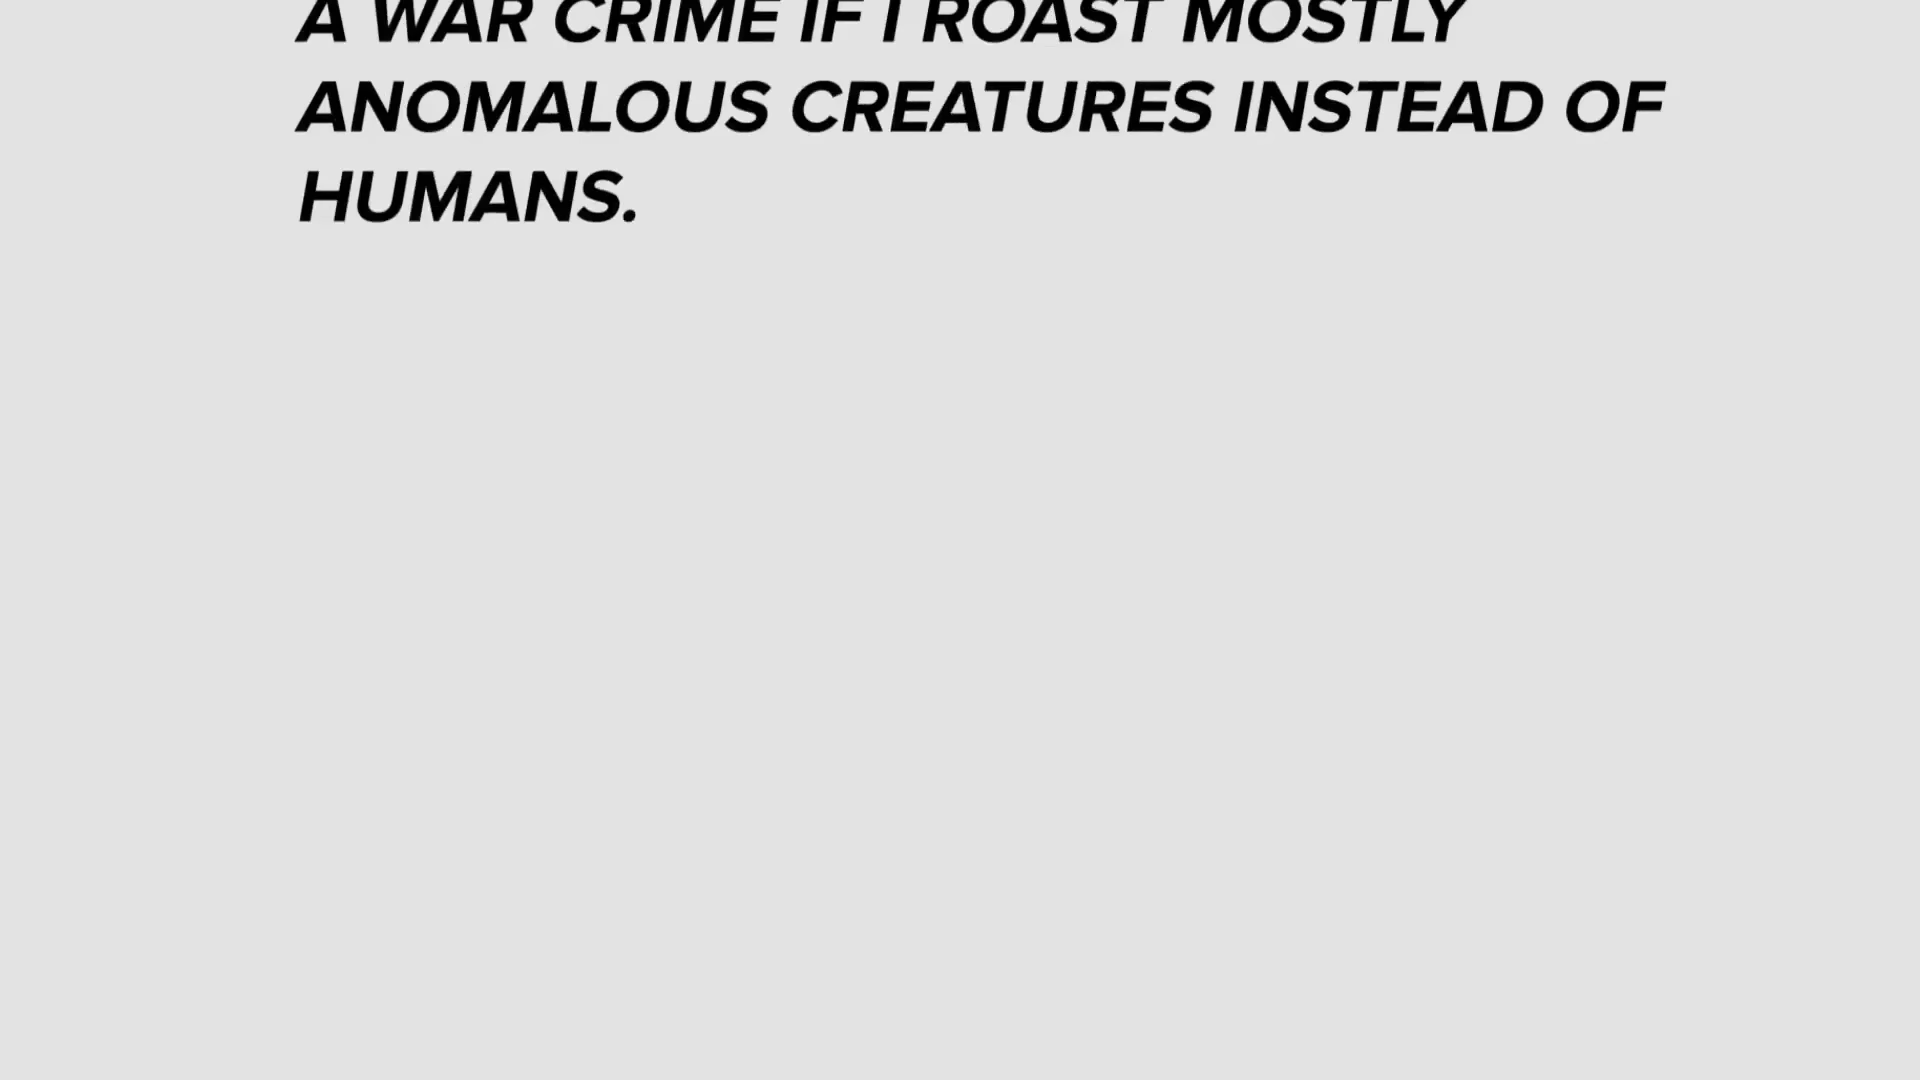 A WAR CRIME IF I ROAST MOSTLY
ANOMALOUS CREATURES INSTEAD OF
HUMANS.